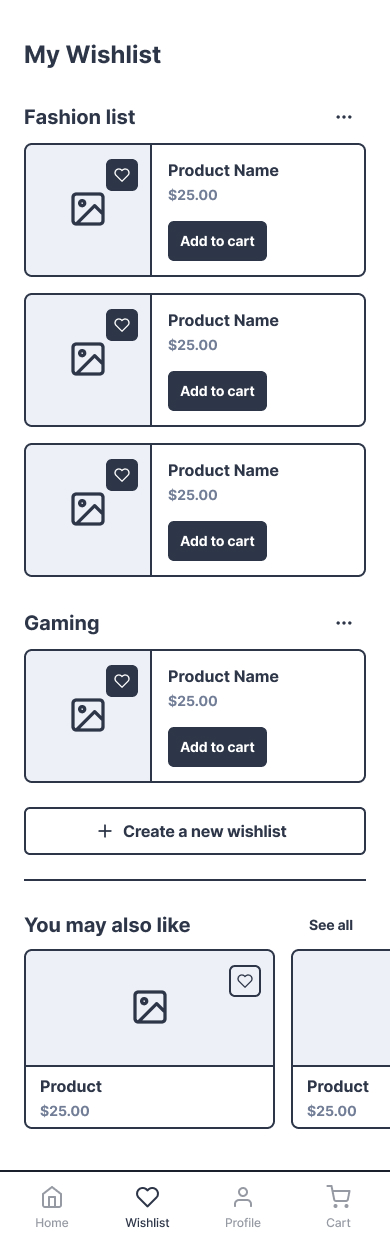 My Wishlist
Fashion list
Product Name
$25.00
Add to cart
Product Name
$25.00
Add to cart
Product Name
$25.00
Add to cart
Gaming
Product Name
$25.00
Add to cart
Create a new wishlist
You may also like
See all
Product
$25.00
Product
$25.00
Home
Wishlist
Profile
Cart